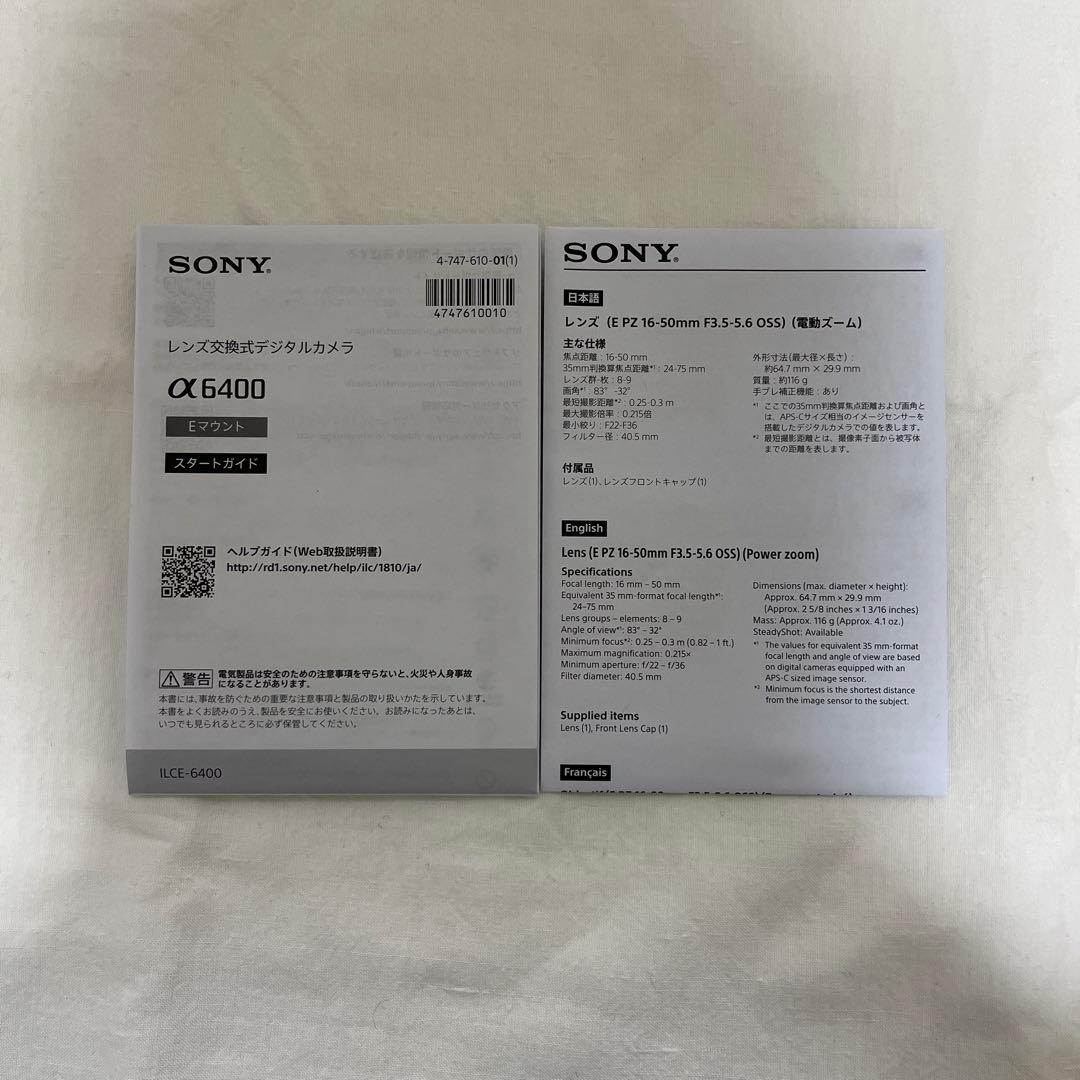 SONY®
4-747-610-01(1)
4747610010
レンズ交換式デジタルカメラ
α6400
Eマウント
スタートガイド
ヘルプガイド(Web取扱説明書)
http://rd1.sony.net/help/ilc/1810/ja/
警告
電気製品は安全のための注意事項を守らないと、火災や人身事故
になることがあります。
本書には、事故を防ぐための重要な注意事項と製品の取り扱いかたを示しています。
本書をよくお読みのうえ、製品を安全にお使いください。お読みになったあとは、
いつでも見られるところに必ず保管してください。
ILCE-6400
SONY®
日本語
レンズ (E PZ 16-50mm F3.5-5.6 OSS) (電動ズーム)
主な仕様
焦点距離 : 16-50 mm
35mm判換算焦点距離*1 : 24-75 mm
レンズ群-枚 : 8-9
画角*1 : 83° -32°
最短撮影距離*2 : 0.25-0.3 m
最大撮影倍率 : 0.215倍
最小絞り : F22-F36
フィルター径 : 40.5 mm
外形寸法(最大径×長さ) :
約64.7 mm × 29.9 mm
質量 : 約116 g
手ブレ補正機能 : あり
*1 ここでの35mm判換算焦点距離および画角と
は、APS-Cサイズ相当のイメージセンサーを
搭載したデジタルカメラでの値を表します。
*2 最短撮影距離とは、撮像素子面から被写体
までの距離を表します。
付属品
レンズ(1)、レンズフロントキャップ(1)
English
Lens (E PZ 16-50mm F3.5-5.6 OSS) (Power zoom)
Specifications
Focal length: 16 mm – 50 mm
Equivalent 35 mm-format focal length*1:
24–75 mm
Lens groups – elements: 8 – 9
Angle of view*1: 83° – 32°
Minimum focus*2: 0.25 – 0.3 m (0.82 – 1 ft.)
Maximum magnification: 0.215×
Minimum aperture: f/22 – f/36
Filter diameter: 40.5 mm
Dimensions (max. diameter × height):
Approx. 64.7 mm × 29.9 mm
(Approx. 2 5/8 inches × 1 3/16 inches)
Mass: Approx. 116 g (Approx. 4.1 oz.)
SteadyShot: Available
*1 The values for equivalent 35 mm-format
focal length and angle of view are based
on digital cameras equipped with an
APS-C sized image sensor.
*2 Minimum focus is the shortest distance
from the image sensor to the subject.
Supplied items
Lens (1), Front Lens Cap (1)
Français